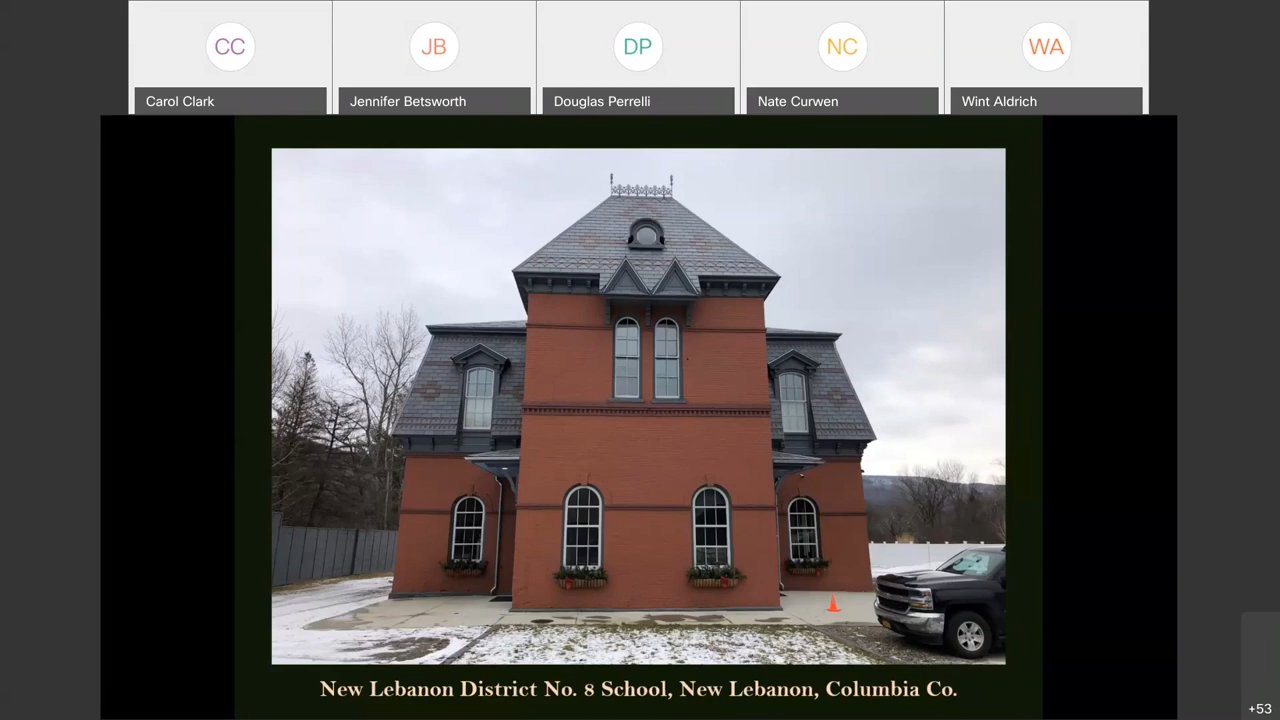 CC
JB
DP
NC
WA
Carol Clark
Jennifer Betsworth
Douglas Perrelli
Nate Curwen
Wint Aldrich
New Lebanon District No. 8 School, New Lebanon, Columbia Co.
+53